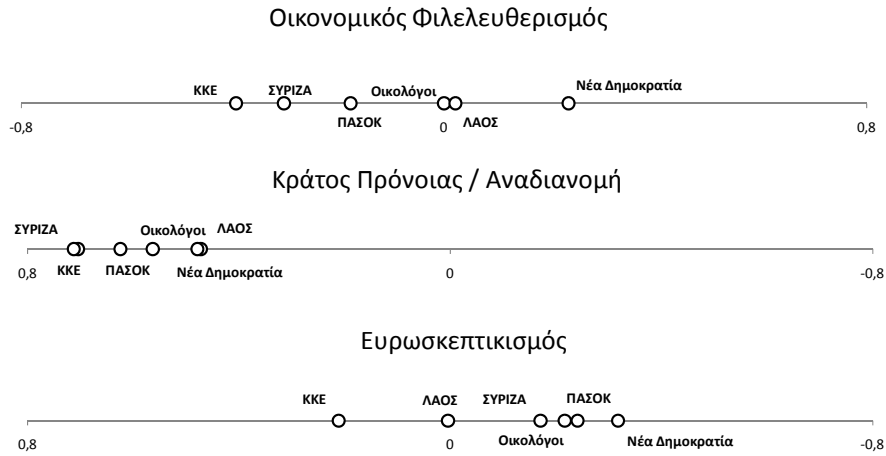 Οικονομικός Φιλελευθερισμός
ΚΚΕ ΣΥΡΙΖΑ Οικολόγοι Νέα Δημοκρατία
ΠΑΣΟΚ ΛΑΟΣ
-0,8 0 0,8
Κράτος Πρόνοιας / Αναδιανομή
ΣΥΡΙΖΑ Οικολόγοι ΛΑΟΣ
ΚΚΕ ΠΑΣΟΚ Νέα Δημοκρατία
0,8 0 -0,8
Ευρωσκεπτικισμός
ΚΚΕ ΛΑΟΣ ΣΥΡΙΖΑ ΠΑΣΟΚ
Οικολόγοι Νέα Δημοκρατία
0,8 0 -0,8